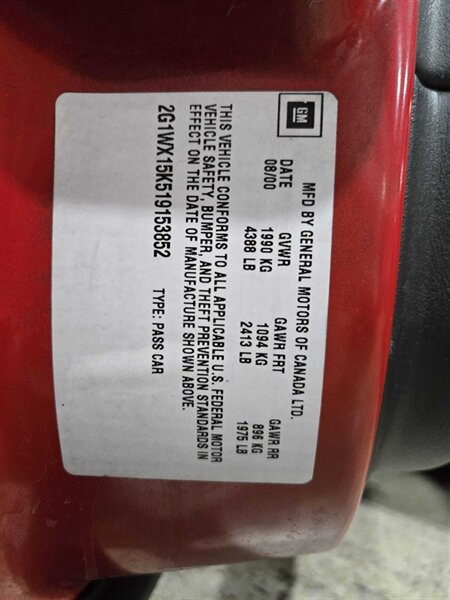 GM
MFD BY GENERAL MOTORS OF CANADA LTD.
DATE GVWR GAWR FRT GAWR RR
08/00 1990 KG 1094 KG 896 KG
4388 LB 2413 LB 1975 LB
THIS VEHICLE CONFORMS TO ALL APPLICABLE U.S. FEDERAL MOTOR
VEHICLE SAFETY, BUMPER, AND THEFT PREVENTION STANDARDS IN
EFFECT ON THE DATE OF MANUFACTURE SHOWN ABOVE.
2G1WX15K519153852 TYPE: PASS CAR